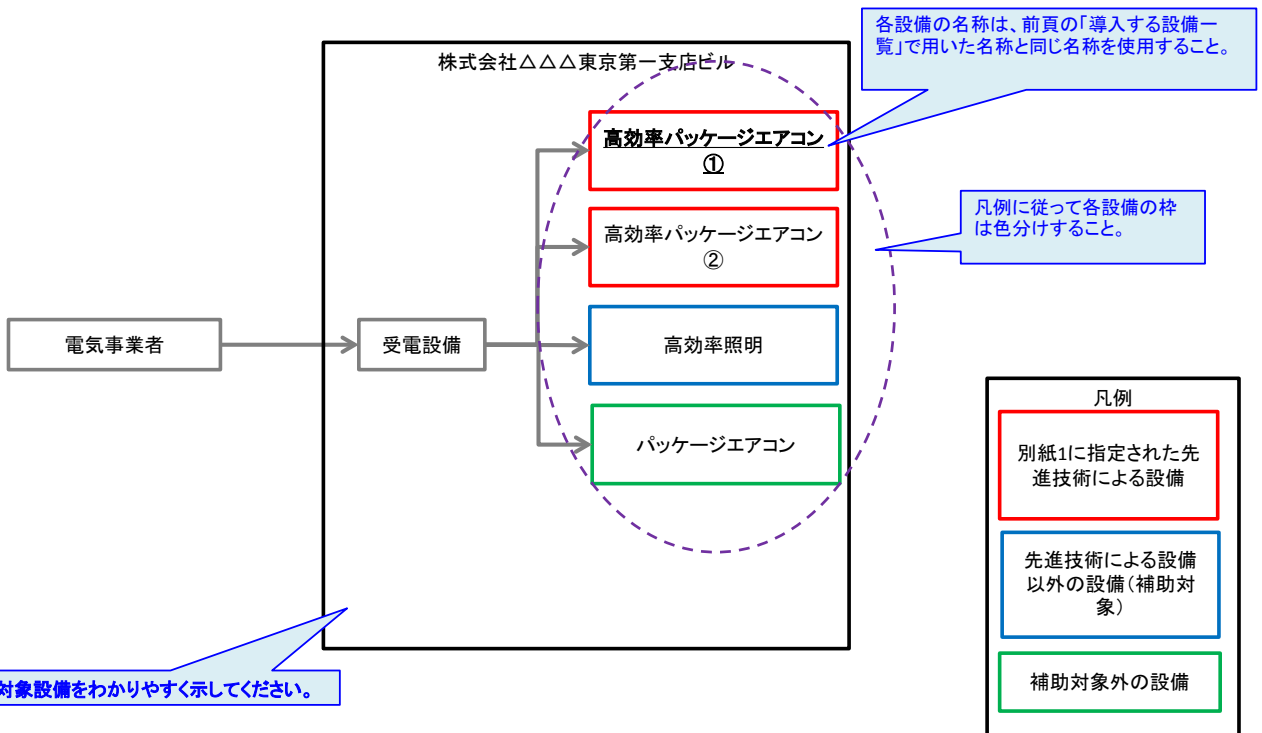 各設備の名称は、前頁の「導入する設備一
覧」で用いた名称と同じ名称を使用すること。
株式会社△△△東京第一支店ビル
高効率パッケージエアコン
①
凡例に従って各設備の枠
は色分けすること。
高効率パッケージエアコン
②
電気事業者
受電設備
高効率照明
パッケージエアコン
凡例
別紙1に指定された先
進技術による設備
先進技術による設備
以外の設備(補助対
象)
補助対象外の設備
対象設備をわかりやすく示してください。